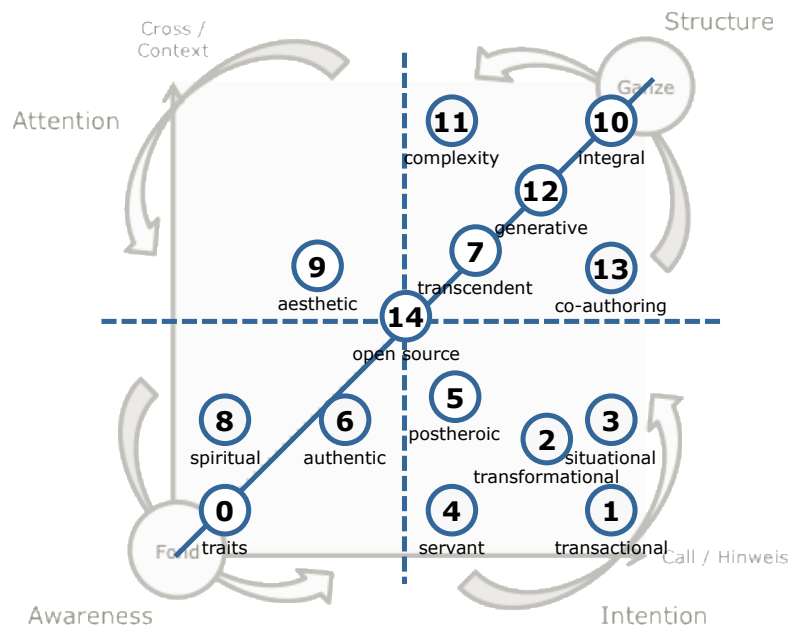 Cross /
Context
Structure
Ganze
Attention
11
complexity
10
integral
12
generative
7
transcendent
9
aesthetic
13
co-authoring
14
open source
8
spiritual
6
authentic
5
postheroic
2
transformational
3
situational
0
traits
4
servant
1
transactional
Fond
Call / Hinweis
Awareness
Intention